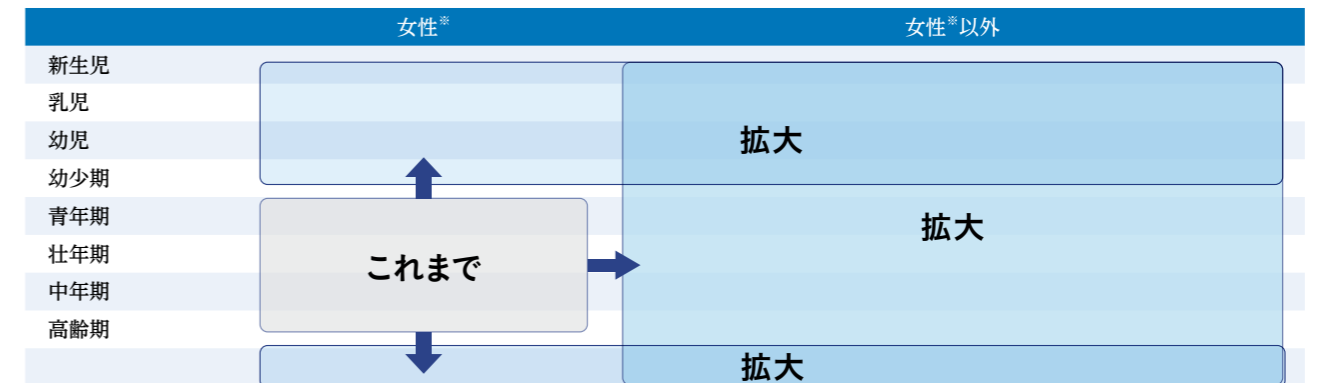 女性※ 女性※以外
新生児
乳児
幼児
拡大
幼少期
青年期
拡大
壮年期
これまで
中年期
高齢期
拡大